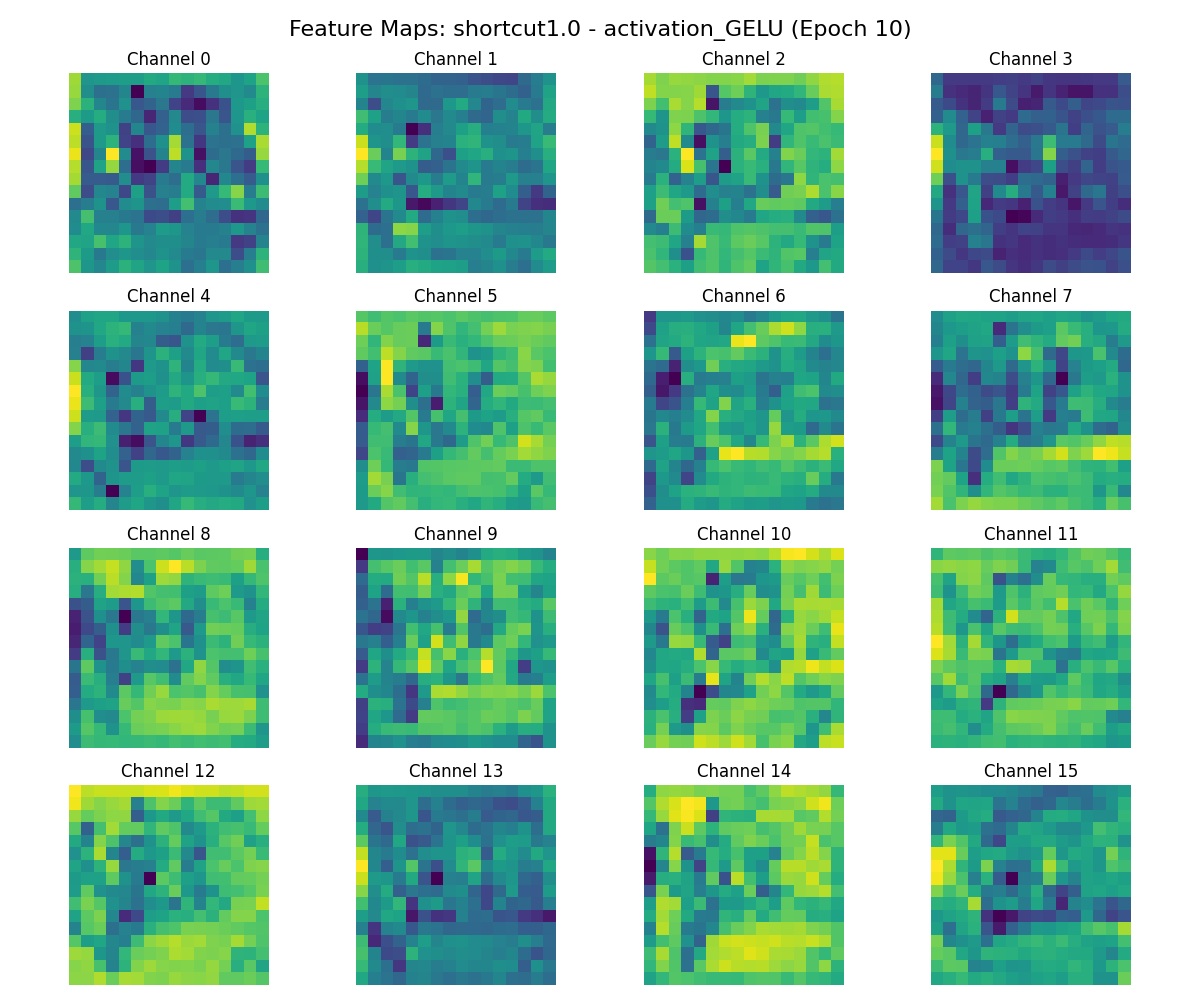 Feature Maps: shortcut1.0 - activation_GELU (Epoch 10)
Channel 0
Channel 1
Channel 2
Channel 3
Channel 4
Channel 5
Channel 6
Channel 7
Channel 8
Channel 9
Channel 10
Channel 11
Channel 12
Channel 13
Channel 14
Channel 15